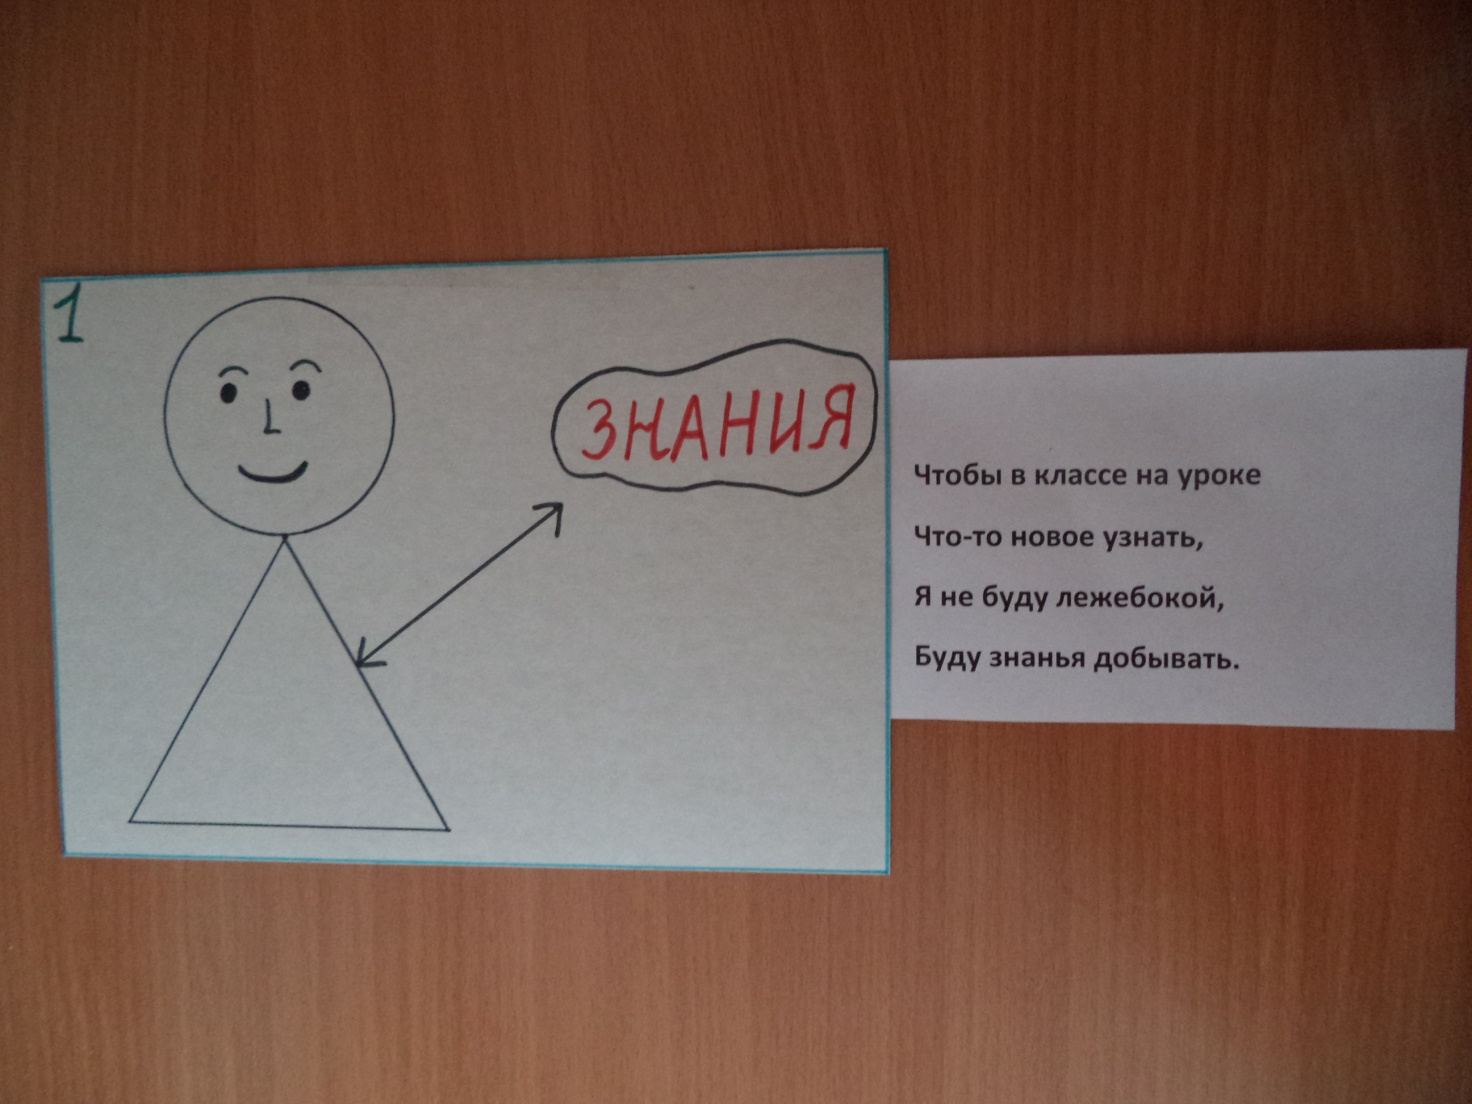 1
ЗНАНИЯ
Чтобы в классе на уроке
Что-то новое узнать,
Я не буду лежебокой,
Буду знанья добывать.